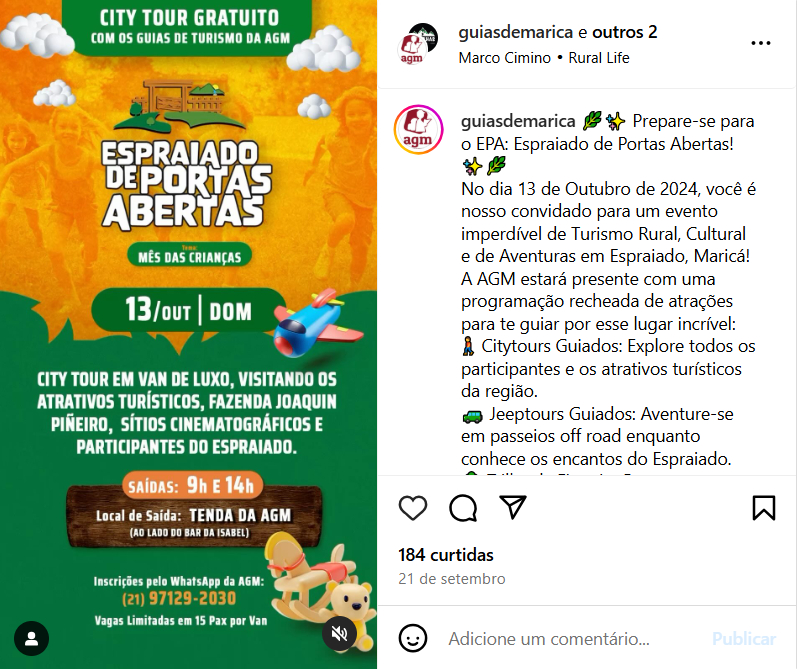 CITY TOUR GRATUITO
COM OS GUIAS DE TURISMO DA AGM
ESPRAIADO
DE PORTAS
ABERTAS
Tema:
MÊS DAS CRIANÇAS
13/OUT | DOM
CITY TOUR EM VAN DE LUXO, VISITANDO OS
ATRATIVOS TURÍSTICOS, FAZENDA JOAQUIN
PIÑEIRO, SÍTIOS CINEMATOGRÁFICOS E
PARTICIPANTES DO ESPRAIADO.
SAÍDAS: 9h E 14h
Local de Saída: TENDA DA AGM
(AO LADO DO BAR DA ISABEL)
Inscrições pelo WhatsApp da AGM:
(21) 97129-2030
Vagas Limitadas em 15 Pax por Van
agm
guiasdemarica e outros 2
Marco Cimino • Rural Life
agm
guiasdemarica 🌿✨ Prepare-se para
o EPA: Espraiado de Portas Abertas!
✨🌿
No dia 13 de Outubro de 2024, você é
nosso convidado para um evento
imperdível de Turismo Rural, Cultural
e de Aventuras em Espraiado, Maricá!
A AGM estará presente com uma
programação recheada de atrações
para te guiar por esse lugar incrível:
🚶 Citytours Guiados: Explore todos os
participantes e os atrativos turísticos
da região.
🚙 Jeeptours Guiados: Aventure-se
em passeios off road enquanto
conhece os encantos do Espraiado.
184 curtidas
21 de setembro
Adicione um comentário...
Publicar